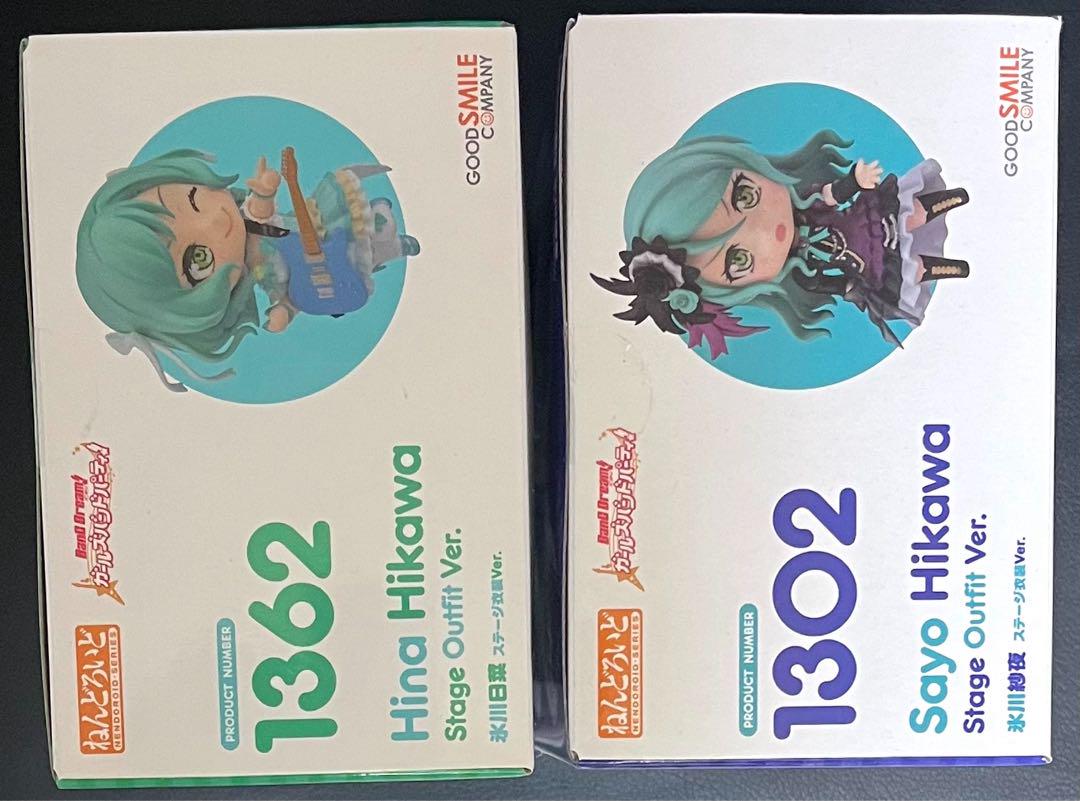 ねんどろいど
NENDOROID·SERIES
BanG Dream!
ガールズバンドパーティ!
GOOD SMILE
COMPANY
PRODUCT NUMBER
1362
Hina Hikawa
Stage Outfit Ver.
氷川日菜 ステージ衣装Ver.
ねんどろいど
NENDOROID·SERIES
BanG Dream!
ガールズバンドパーティ!
GOOD SMILE
COMPANY
PRODUCT NUMBER
1302
Sayo Hikawa
Stage Outfit Ver.
氷川紗夜 ステージ衣装Ver.